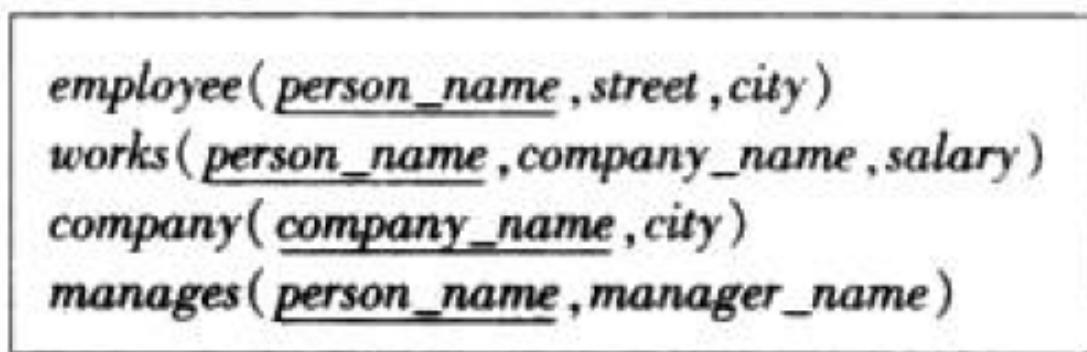 employee(person_name,street,city)
works(person_name,company_name,salary)
company(company_name,city)
manages(person_name,manager_name)